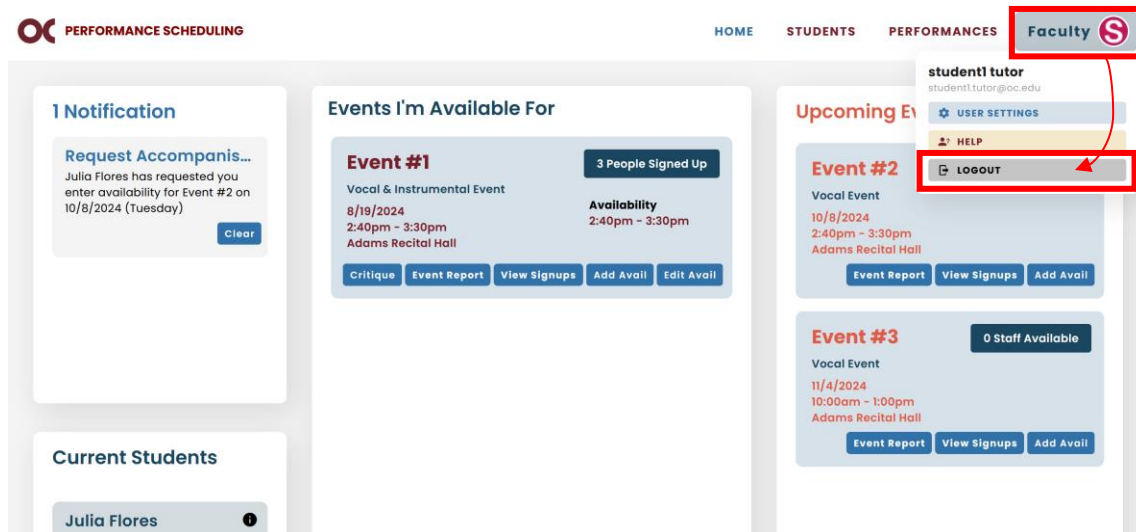 OC PERFORMANCE SCHEDULING
HOME STUDENTS PERFORMANCES Faculty S
student1 tutor
student1.tutor@oc.edu
USER SETTINGS
HELP
LOGOUT
1 Notification
Request Accompanis...
Julia Flores has requested you
enter availability for Event #2 on
10/8/2024 (Tuesday)
Clear
Current Students
Julia Flores
Events I'm Available For
Event #1
3 People Signed Up
Vocal & Instrumental Event
8/19/2024
2:40pm - 3:30pm
Adams Recital Hall
Availability
2:40pm - 3:30pm
Critique Event Report View Signups Add Avail Edit Avail
Upcoming Ev
Event #2
Vocal Event
10/8/2024
2:40pm - 3:30pm
Adams Recital Hall
Event Report View Signups Add Avail
Event #3
0 Staff Available
Vocal Event
11/4/2024
10:00am - 1:00pm
Adams Recital Hall
Event Report View Signups Add Avail